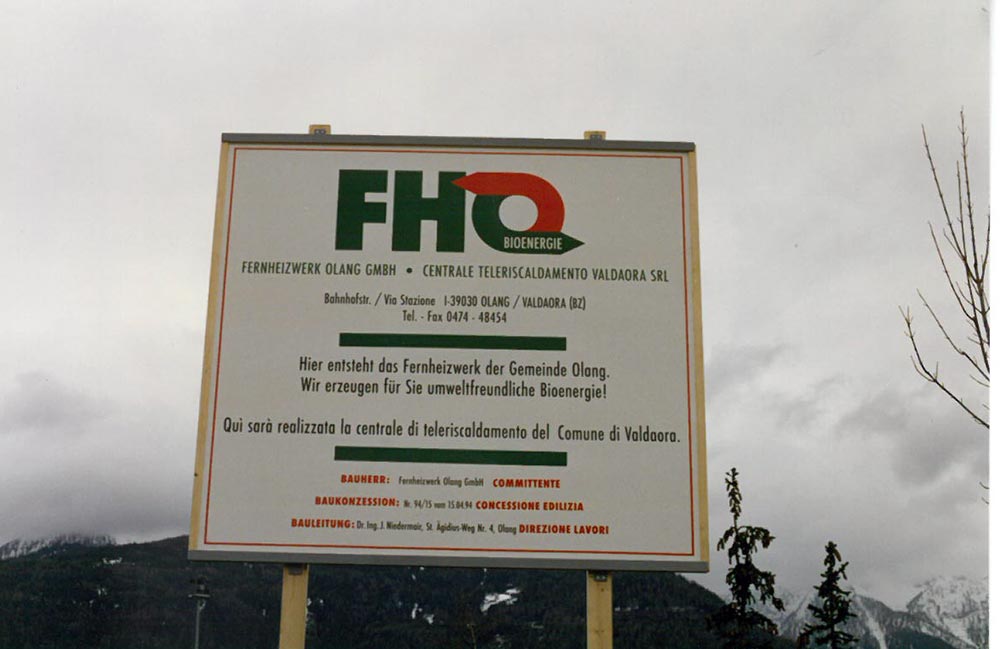 FHO
BIOENERGIE
FERNHEIZWERK OLANG GMBH • CENTRALE TELERISCALDAMENTO VALDAORA SRL
Bahnhofstr. / Via Stazione I-39030 OLANG / VALDAORA (BZ)
Tel. - Fax 0474 - 48454
Hier entsteht das Fernheizwerk der Gemeinde Olang.
Wir erzeugen für Sie umweltfreundliche Bioenergie!
Qui sarà realizzata la centrale di teleriscaldamento del Comune di Valdaora.
BAUHERR: Fernheizwerk Olang GmbH COMMITTENTE
BAUKONZESSION: Nr. 94/15 vom 15.04.94 CONCESSIONE EDILIZIA
BAULEITUNG: Dr. Ing. J. Niedermair, St. Ägidius-Weg Nr. 4, Olang DIREZIONE LAVORI